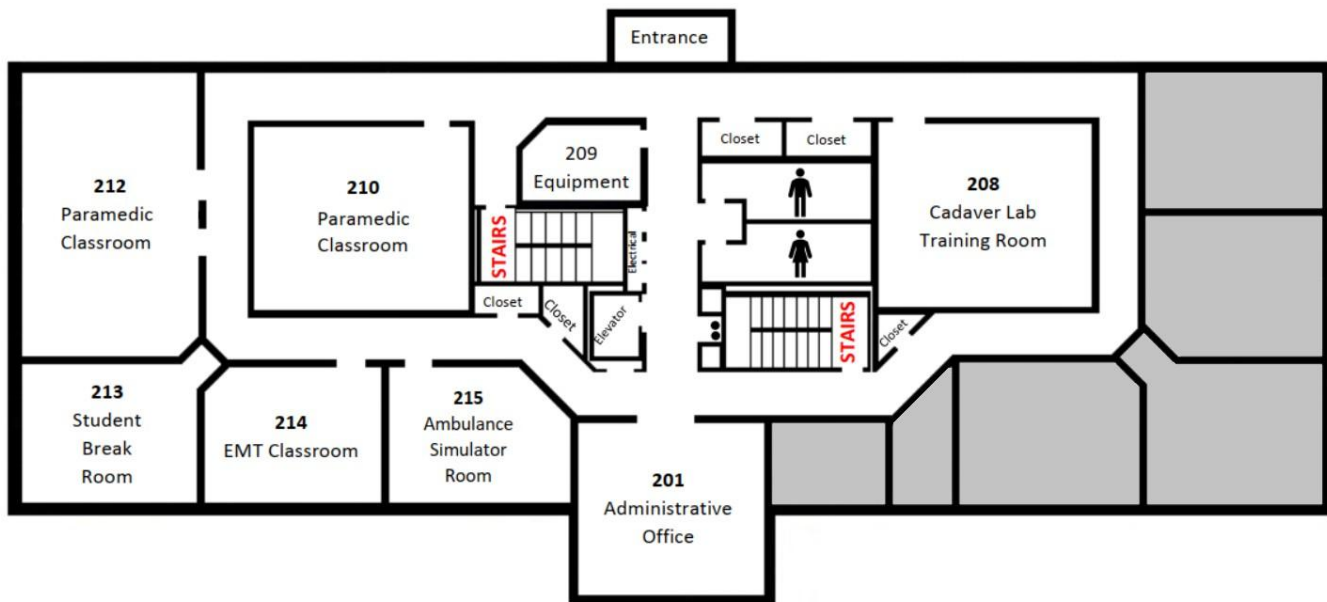 Entrance
Closet
Closet
209
Equipment
212
Paramedic
Classroom
210
Paramedic
Classroom
208
Cadaver Lab
Training Room
STAIRS
Electrical
Closet
Closet
Elevator
STAIRS
Closet
213
Student
Break
Room
214
EMT Classroom
215
Ambulance
Simulator
Room
201
Administrative
Office